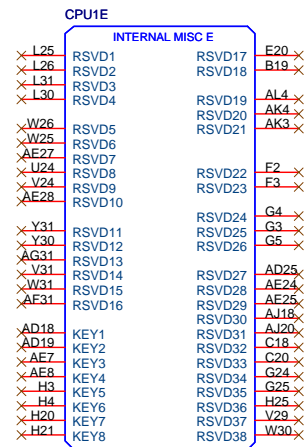 CPU1E
INTERNAL MISC E
L25 RSVD1 RSVD17 E20
L26 RSVD2 RSVD18 B19
L31 RSVD3
L30 RSVD4 RSVD19 AL4
RSVD20 AK4
W26 RSVD5 RSVD21 AK3
W25 RSVD6
AE27 RSVD7
U24 RSVD8 RSVD22 F2
V24 RSVD9 RSVD23 F3
AE28 RSVD10
RSVD24 G4
Y31 RSVD11 RSVD25 G3
Y30 RSVD12 RSVD26 G5
AG31 RSVD13
V31 RSVD14 RSVD27 AD25
W31 RSVD15 RSVD28 AE24
AF31 RSVD16 RSVD29 AE25
RSVD30 AJ18
AD18 KEY1 RSVD31 AJ20
AD19 KEY2 RSVD32 C18
AE7 KEY3 RSVD33 C20
AE8 KEY4 RSVD34 G24
H3 KEY5 RSVD35 G25
H4 KEY6 RSVD36 H25
H20 KEY7 RSVD37 V29
H21 KEY8 RSVD38 W30